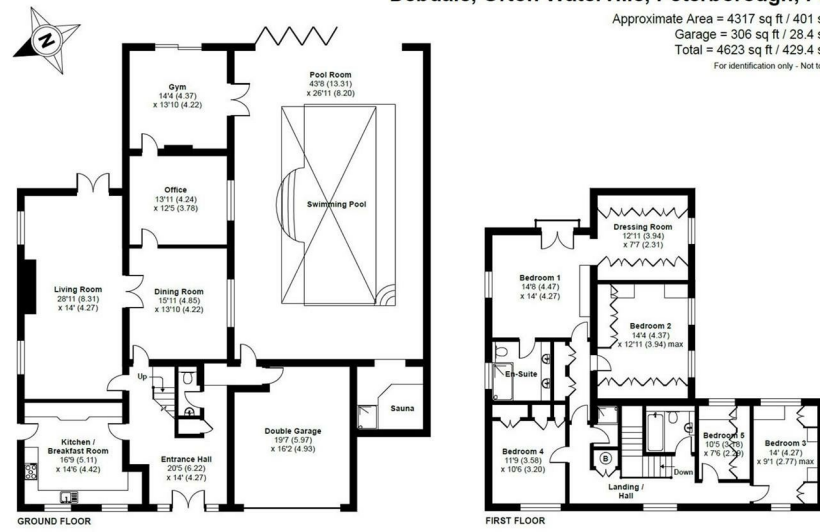 Approximate Area = 4317 sq ft / 401 s
Garage = 306 sq ft / 28.4 s
Total = 4623 sq ft / 429.4 s
For identification only - Not to
N
Gym
14'4 (4.37)
x 13'10 (4.22)
Pool Room
43'8 (13.31)
x 26'11 (8.20)
Office
13'11 (4.24)
x 12'5 (3.78)
Swimming Pool
Living Room
28'11 (8.31)
x 14' (4.27)
Dining Room
15'11 (4.85)
x 13'10 (4.22)
Up
Kitchen /
Breakfast Room
16'9 (5.11)
x 14'6 (4.42)
Entrance Hall
20'5 (6.22)
x 14' (4.27)
Double Garage
19'7 (5.97)
x 16'2 (4.93)
Sauna
GROUND FLOOR
Dressing Room
12'11 (3.94)
x 7'7 (2.31)
Bedroom 1
14'8 (4.47)
x 14' (4.27)
Bedroom 2
14'4 (4.37)
x 12'11 (3.94) max
En-Suite
Bedroom 4
11'9 (3.58)
x 10'6 (3.20)
B
Landing /
Hall
Down
Bedroom 5
10'5 (3.18)
x 7'6 (2.29)
Bedroom 3
14' (4.27)
x 9'1 (2.77) max
FIRST FLOOR